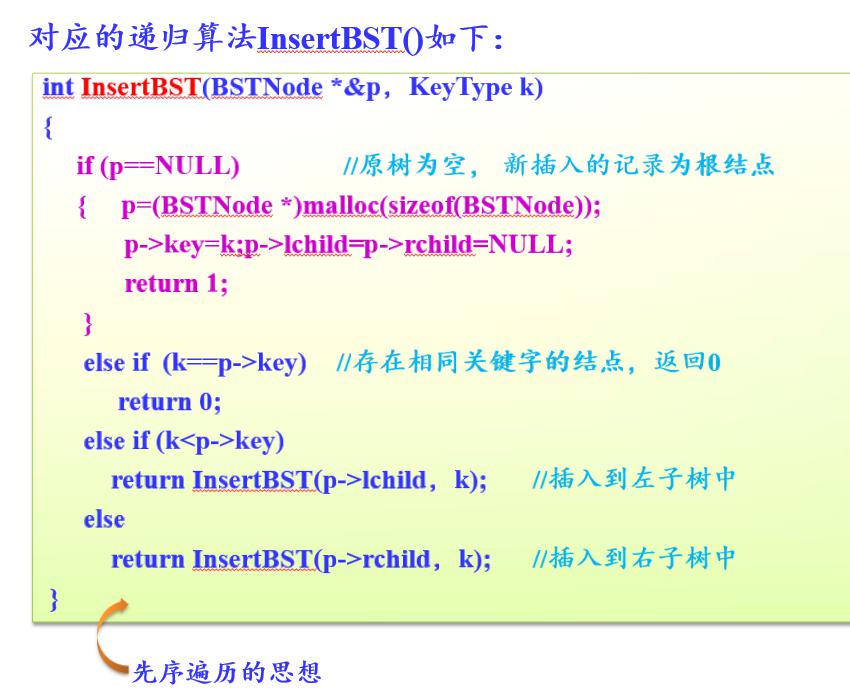 对应的递归算法InsertBST()如下：
int InsertBST(BSTNode *&p，KeyType k)
{
if (p==NULL) //原树为空， 新插入的记录为根结点
{ p=(BSTNode *)malloc(sizeof(BSTNode));
p->key=k;p->lchild=p->rchild=NULL;
return 1;
}
else if (k==p->key) //存在相同关键字的结点，返回0
return 0;
else if (k<p->key)
return InsertBST(p->lchild，k); //插入到左子树中
else
return InsertBST(p->rchild，k); //插入到右子树中
}
先序遍历的思想